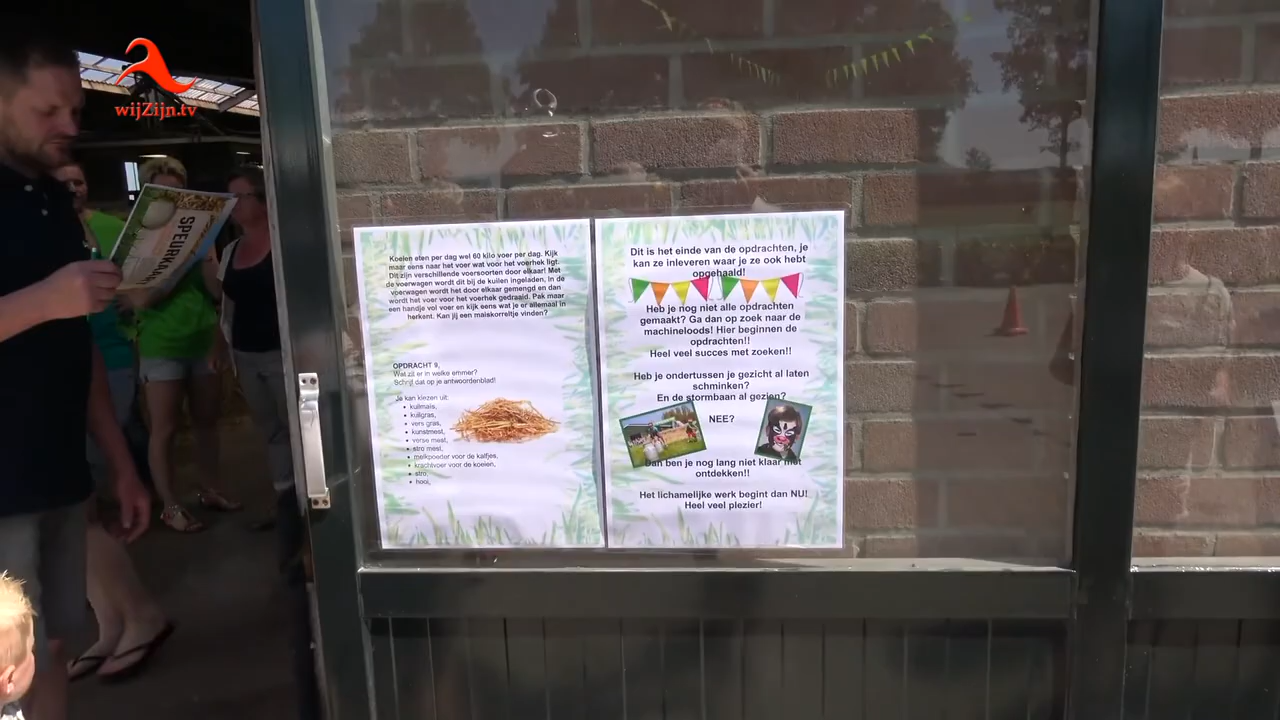 wijZijn.tv
SPEURKAART
Koeien eten per dag wel 60 kilo voer per dag. Kijk
maar eens naar het voer wat voor het voerhek ligt.
Dit zijn verschillende voersoorten door elkaar! Met
de voerwagen wordt dit bij de kuilen ingeladen, in de
voerwagen wordt het door elkaar gemengd en dan
wordt het voer voor het voerhek gedraaid. Pak maar
een handje vol voer en kijk eens wat je er allemaal in
herkent. Kan jij een maiskorreltje vinden?
OPDRACHT 9,
Wat zit er in welke emmer?
Schrijf dat op je antwoordenblad!
Je kan kiezen uit:
• kuilmais,
• kuilgras,
• vers gras,
• kunstmest,
• verse mest,
• stro mest,
• melkpoeder voor de kalfjes,
• krachtvoer voor de koeien,
• stro,
• hooi,
Dit is het einde van de opdrachten, je
kan ze inleveren waar je ze ook hebt
opgehaald!
Heb je nog niet alle opdrachten
gemaakt? Ga dan op zoek naar de
machineloods! Hier beginnen de
opdrachten!!
Heel veel succes met zoeken!!
Heb je ondertussen je gezicht al laten
schminken?
En de stormbaan al gezien?
NEE?
Dan ben je nog lang niet klaar met
ontdekken!!
Het lichamelijke werk begint dan NU!
Heel veel plezier!